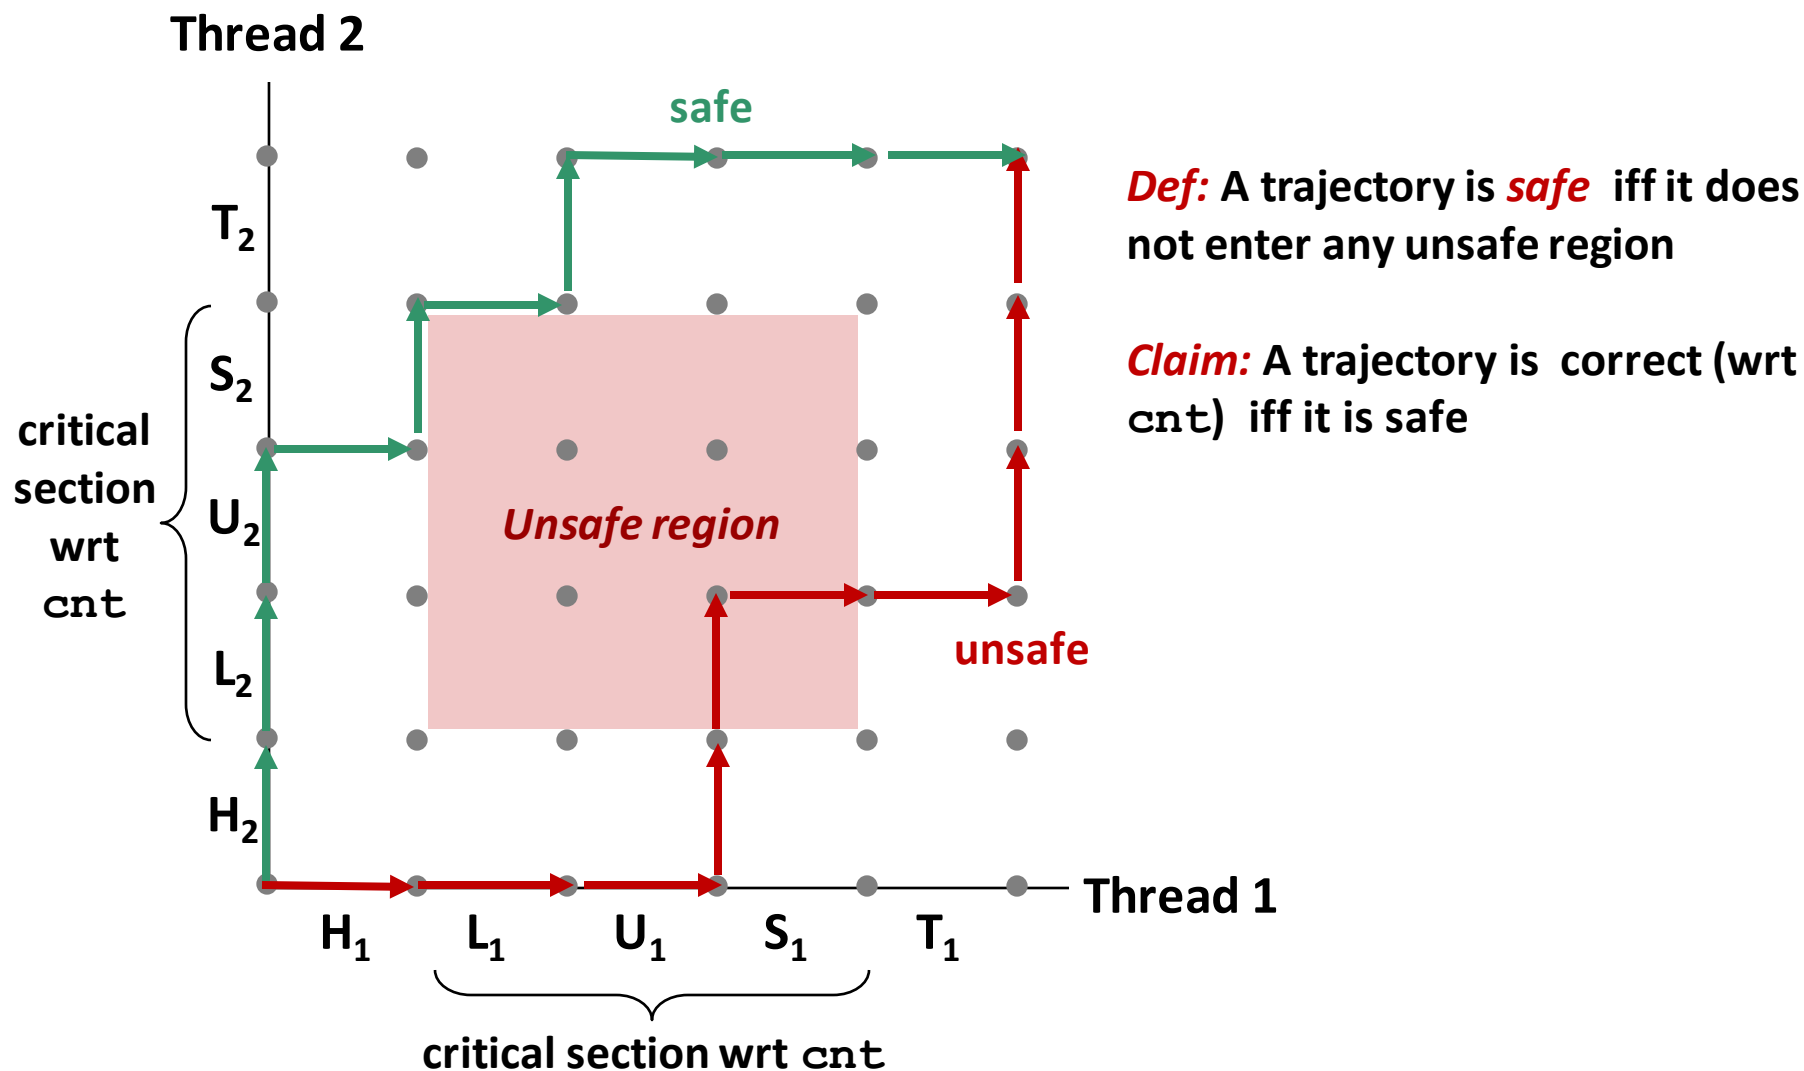 Thread 2
safe
Def: A trajectory is safe iff it does
not enter any unsafe region
T2
Claim: A trajectory is correct (wrt
cnt) iff it is safe
S2
critical
section
wrt
cnt
U2
Unsafe region
L2
unsafe
H2
Thread 1
H1 L1 U1 S1 T1
critical section wrt cnt